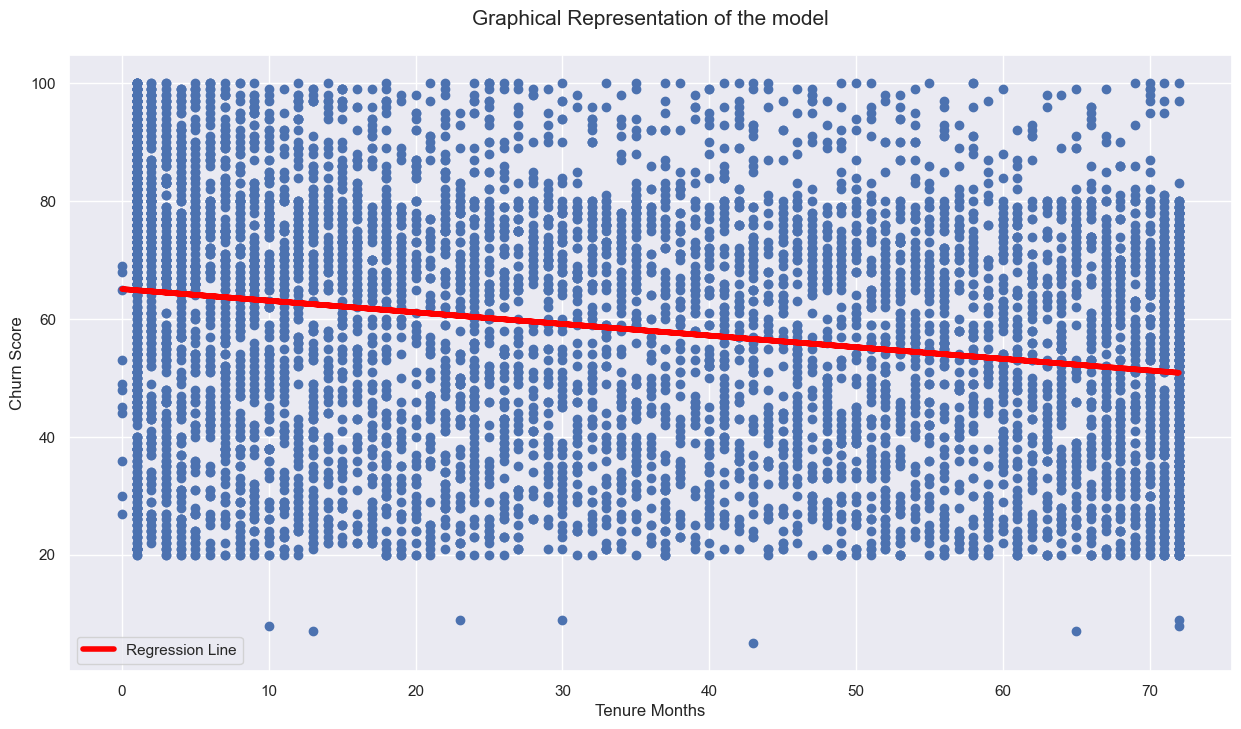 Graphical Representation of the model
100
80
60
40
20
Churn Score
Regression Line
0 10 20 30 40 50 60 70
Tenure Months